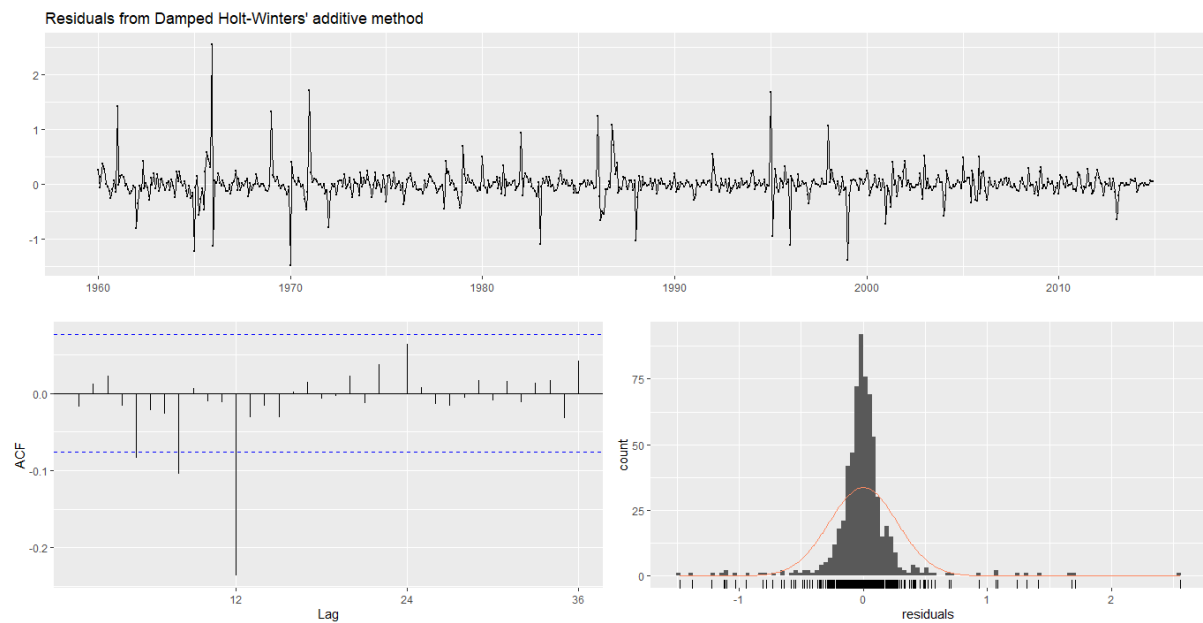 Residuals from Damped Holt-Winters' additive method
2
1
0
-1
1960 1970 1980 1990 2000 2010
0.0
-0.1
-0.2
ACF
12 24 36
Lag
75
50
25
0
count
-1 0 1 2
residuals